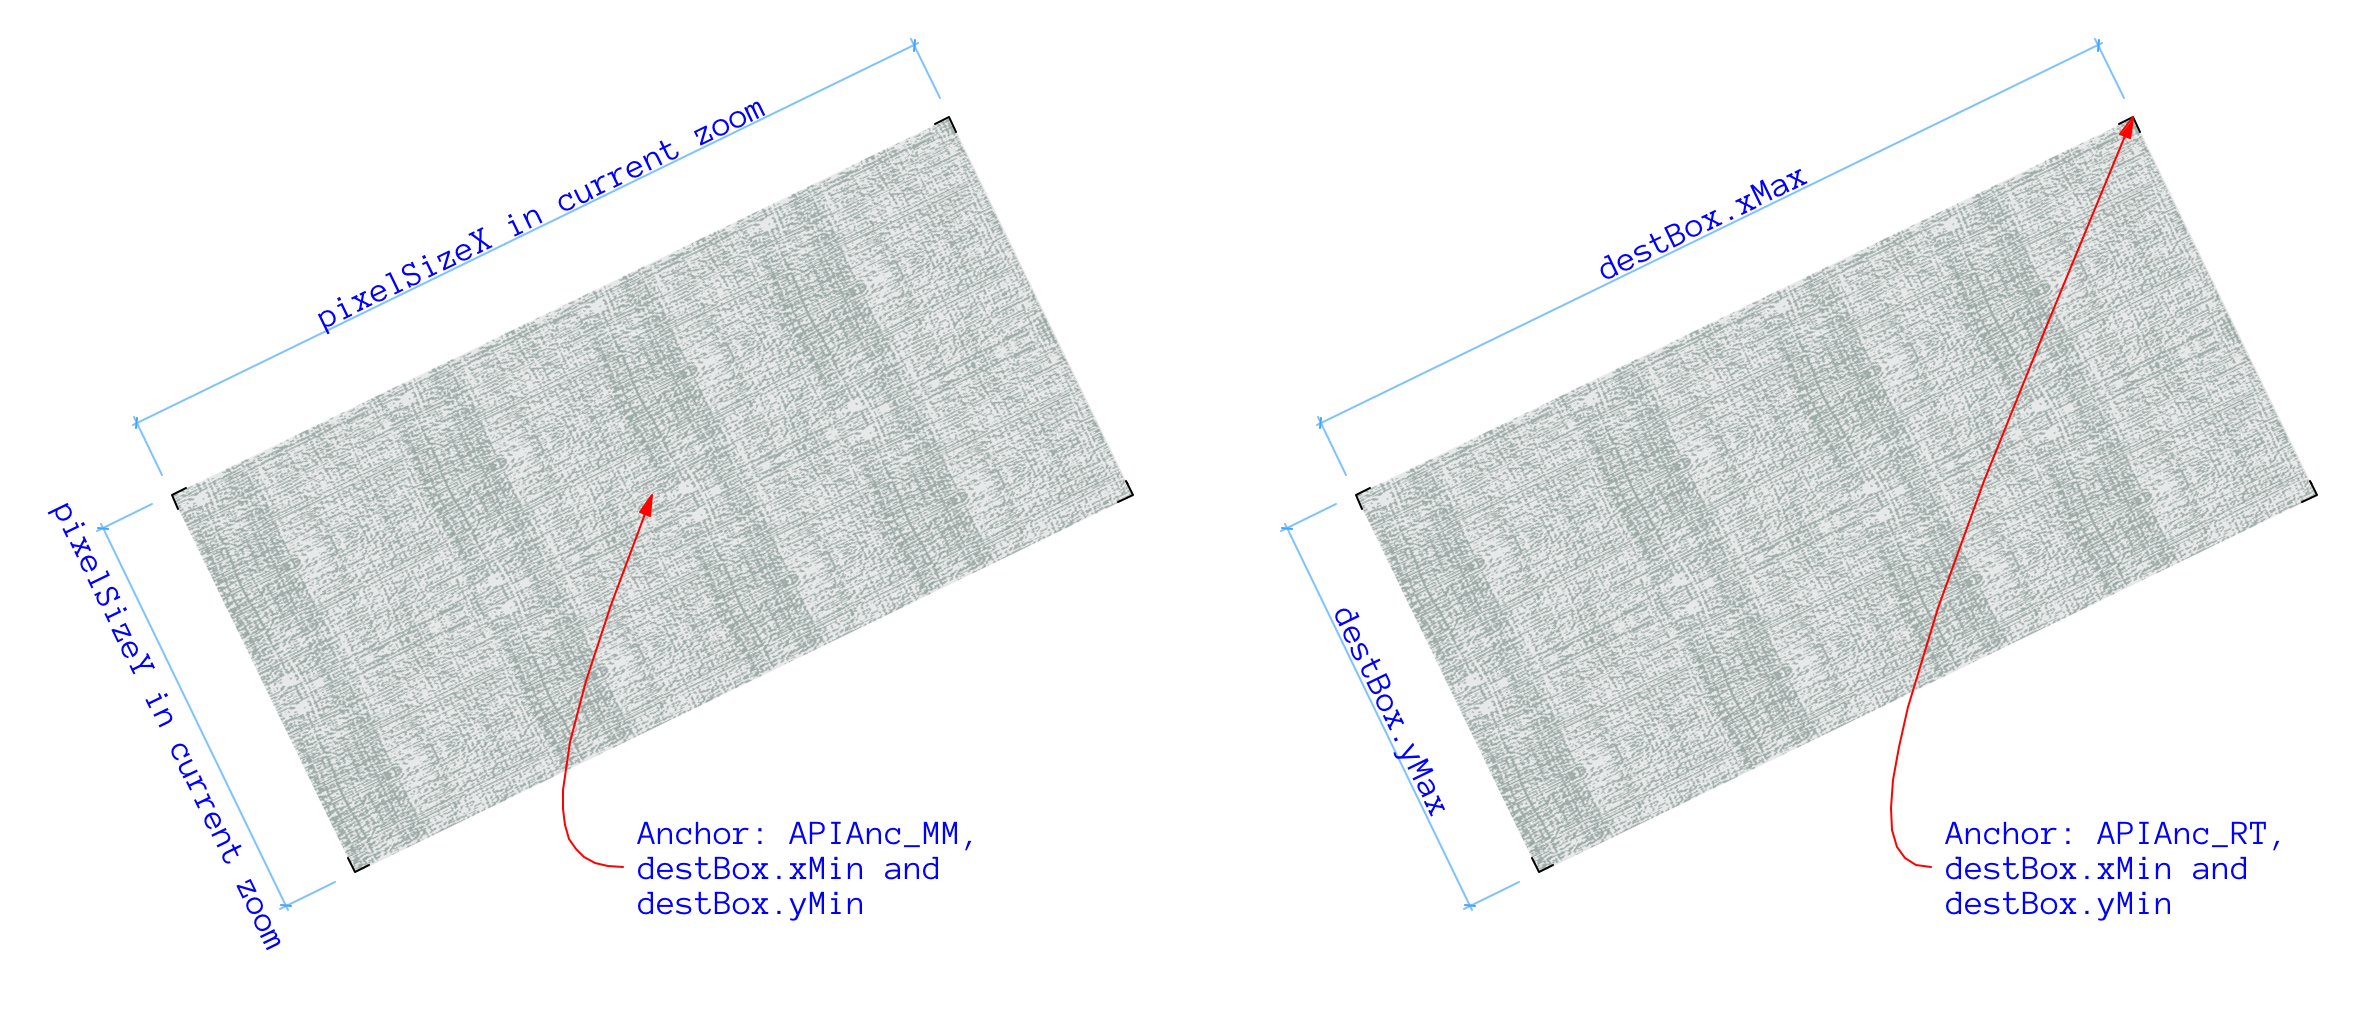 pixelSizeX in current zoom
pixelSizeY in current zoom
Anchor: APIAnc_MM,
destBox.xMin and
destBox.yMin
destBox.xMax
destBox.yMax
Anchor: APIAnc_RT,
destBox.xMin and
destBox.yMin